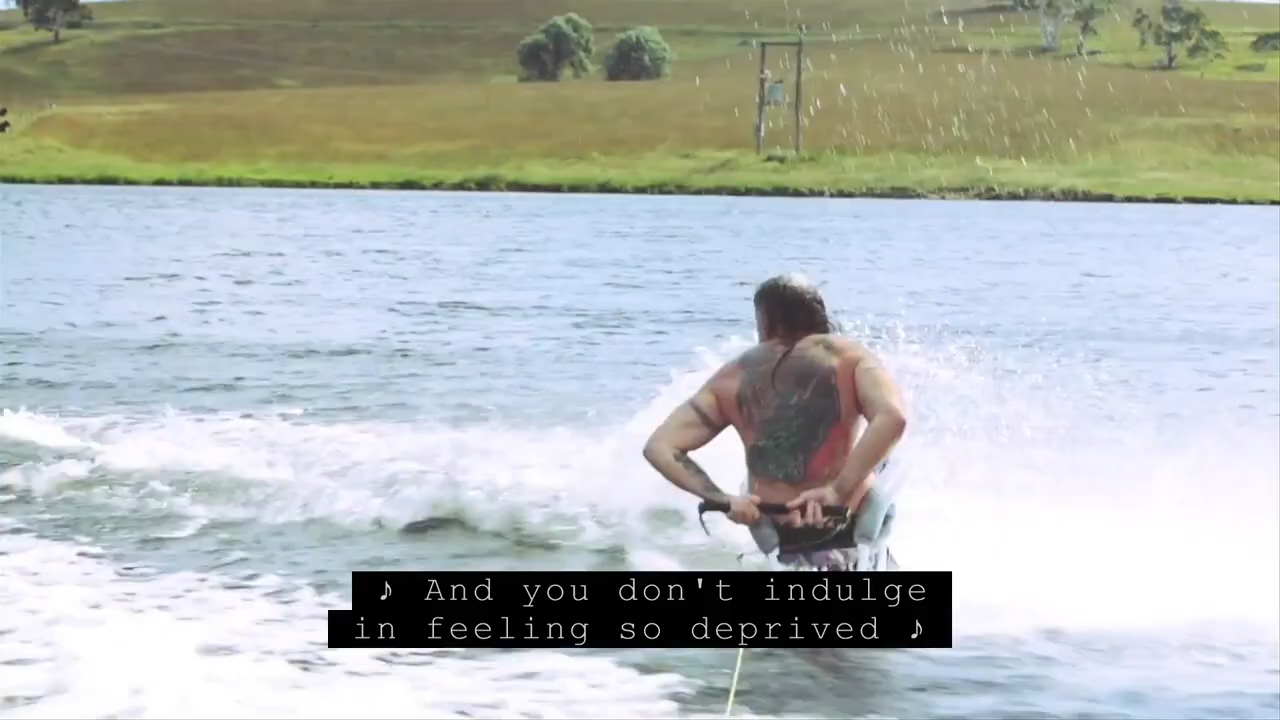 ♪ And you don't indulge
in feeling so deprived ♪